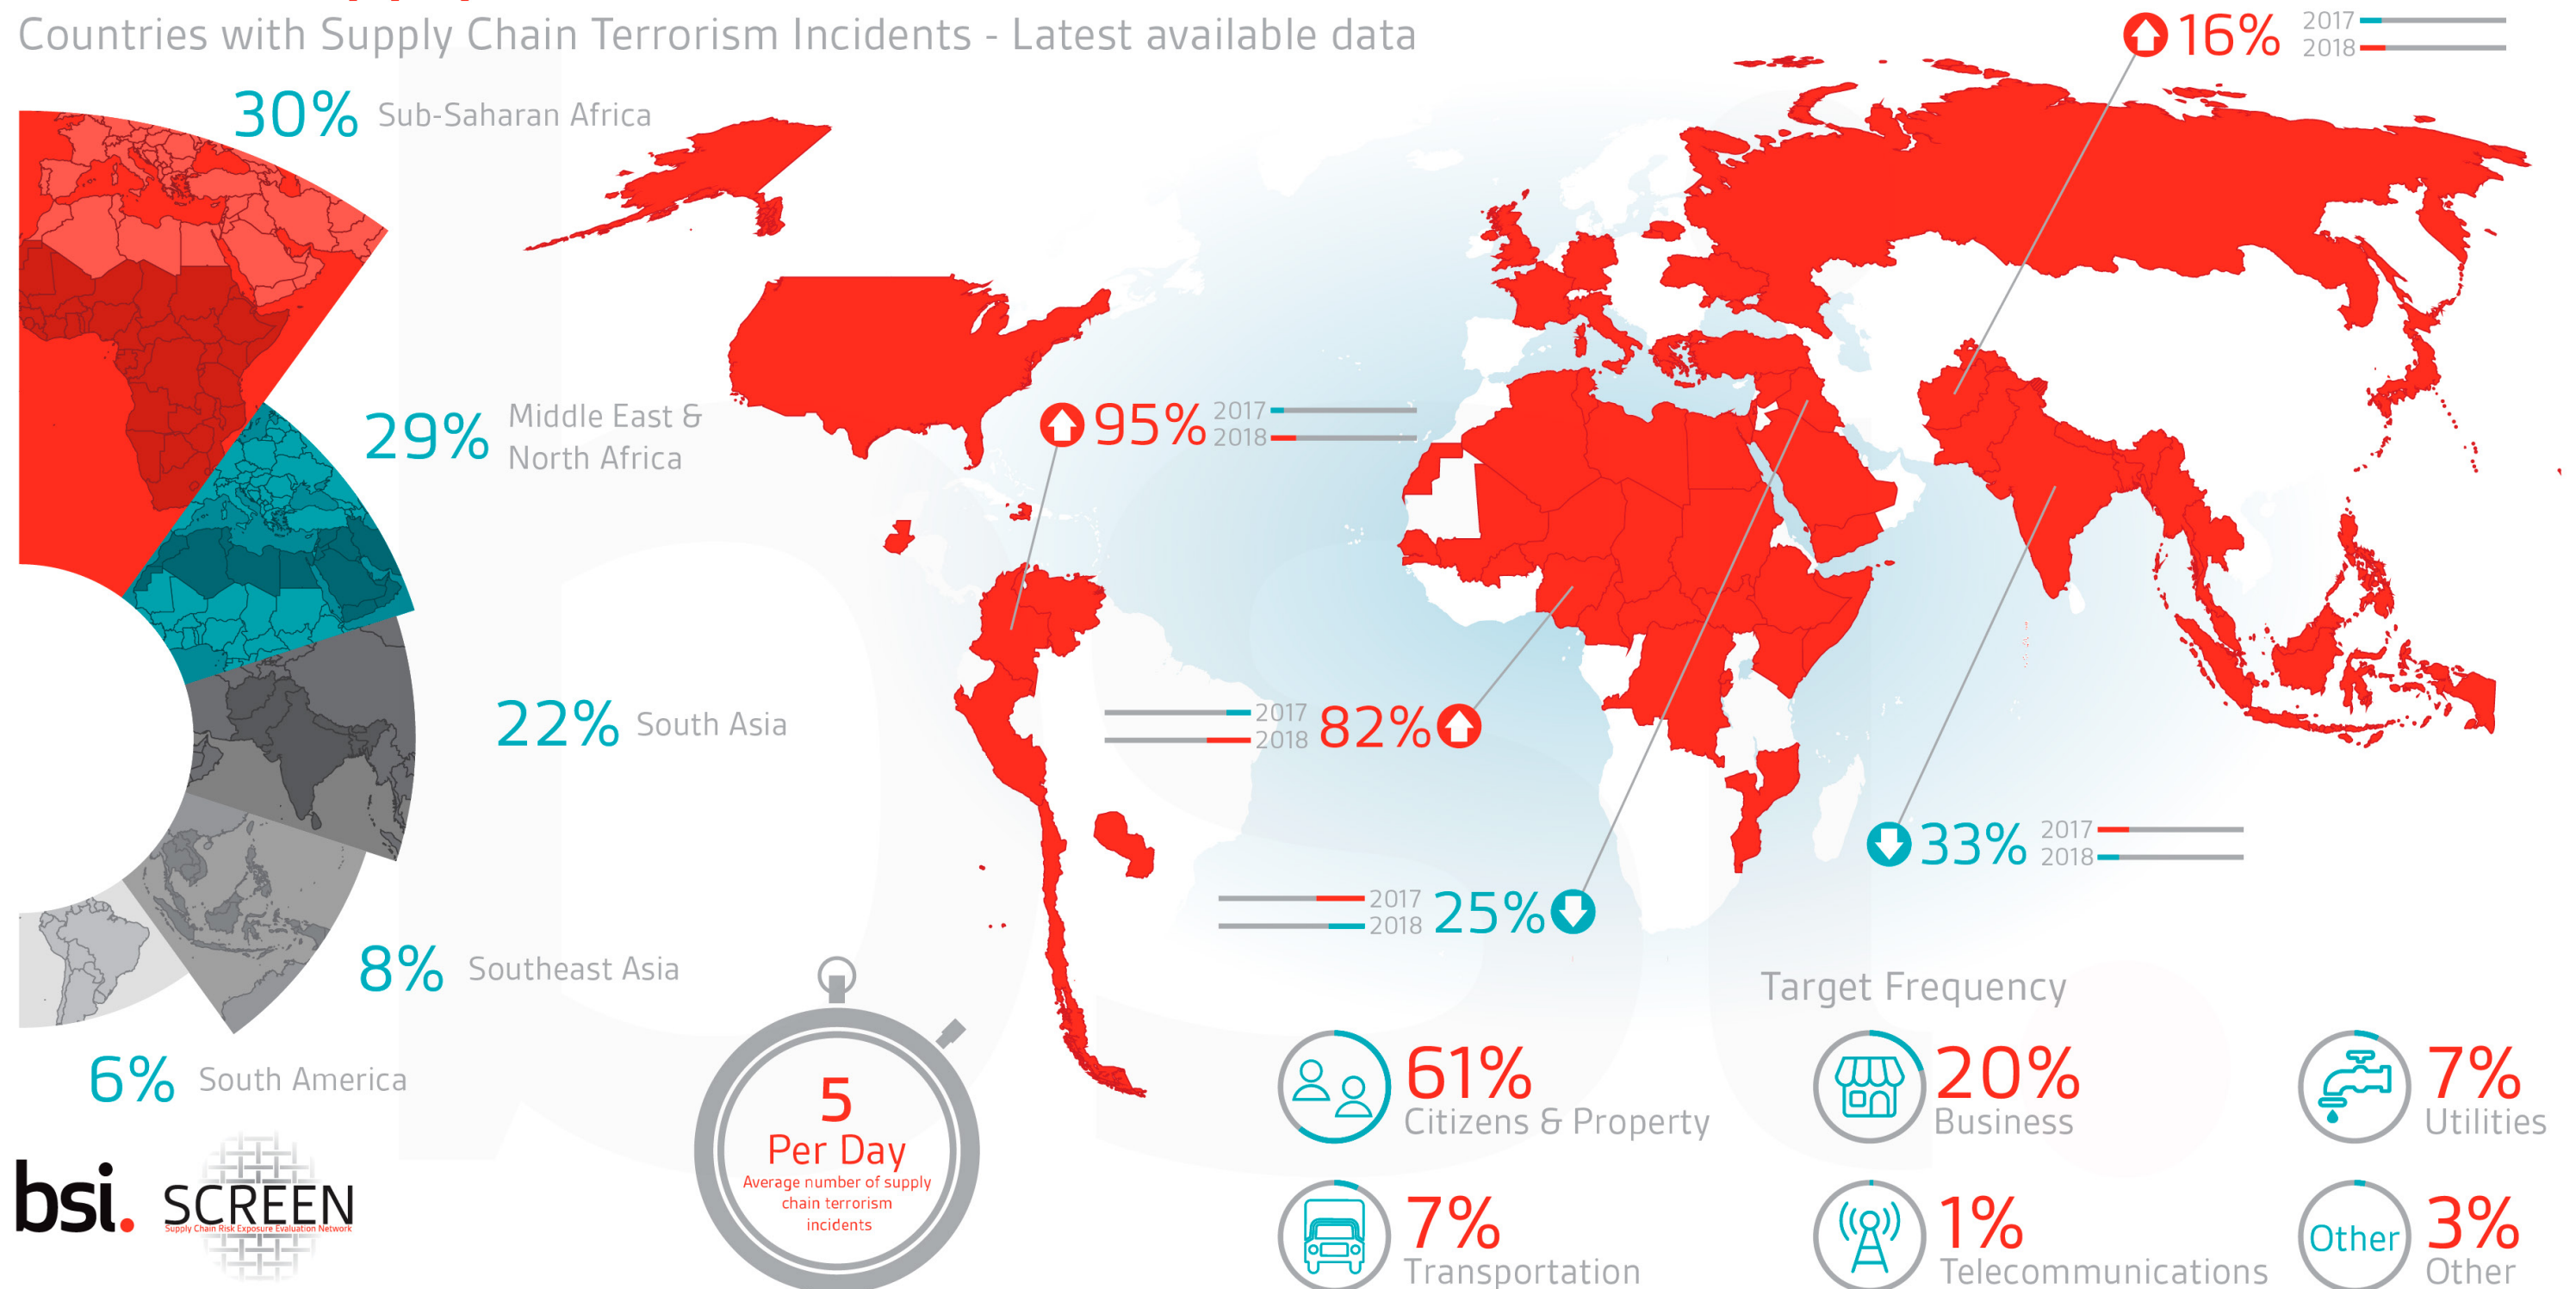 Countries with Supply Chain Terrorism Incidents - Latest available data
30% Sub-Saharan Africa
29% Middle East &
North Africa
22% South Asia
8% Southeast Asia
6% South America
16% 2017
2018
95% 2017
2018
2017
2018 82%
2017
2018 25%
33% 2017
2018
5
Per Day
Average number of supply
chain terrorism
incidents
Target Frequency
61%
Citizens & Property
20%
Business
7%
Utilities
7%
Transportation
1%
Telecommunications
Other
3%
Other
bsi.
SCREEN
Supply Chain Risk Exposure Evaluation Network